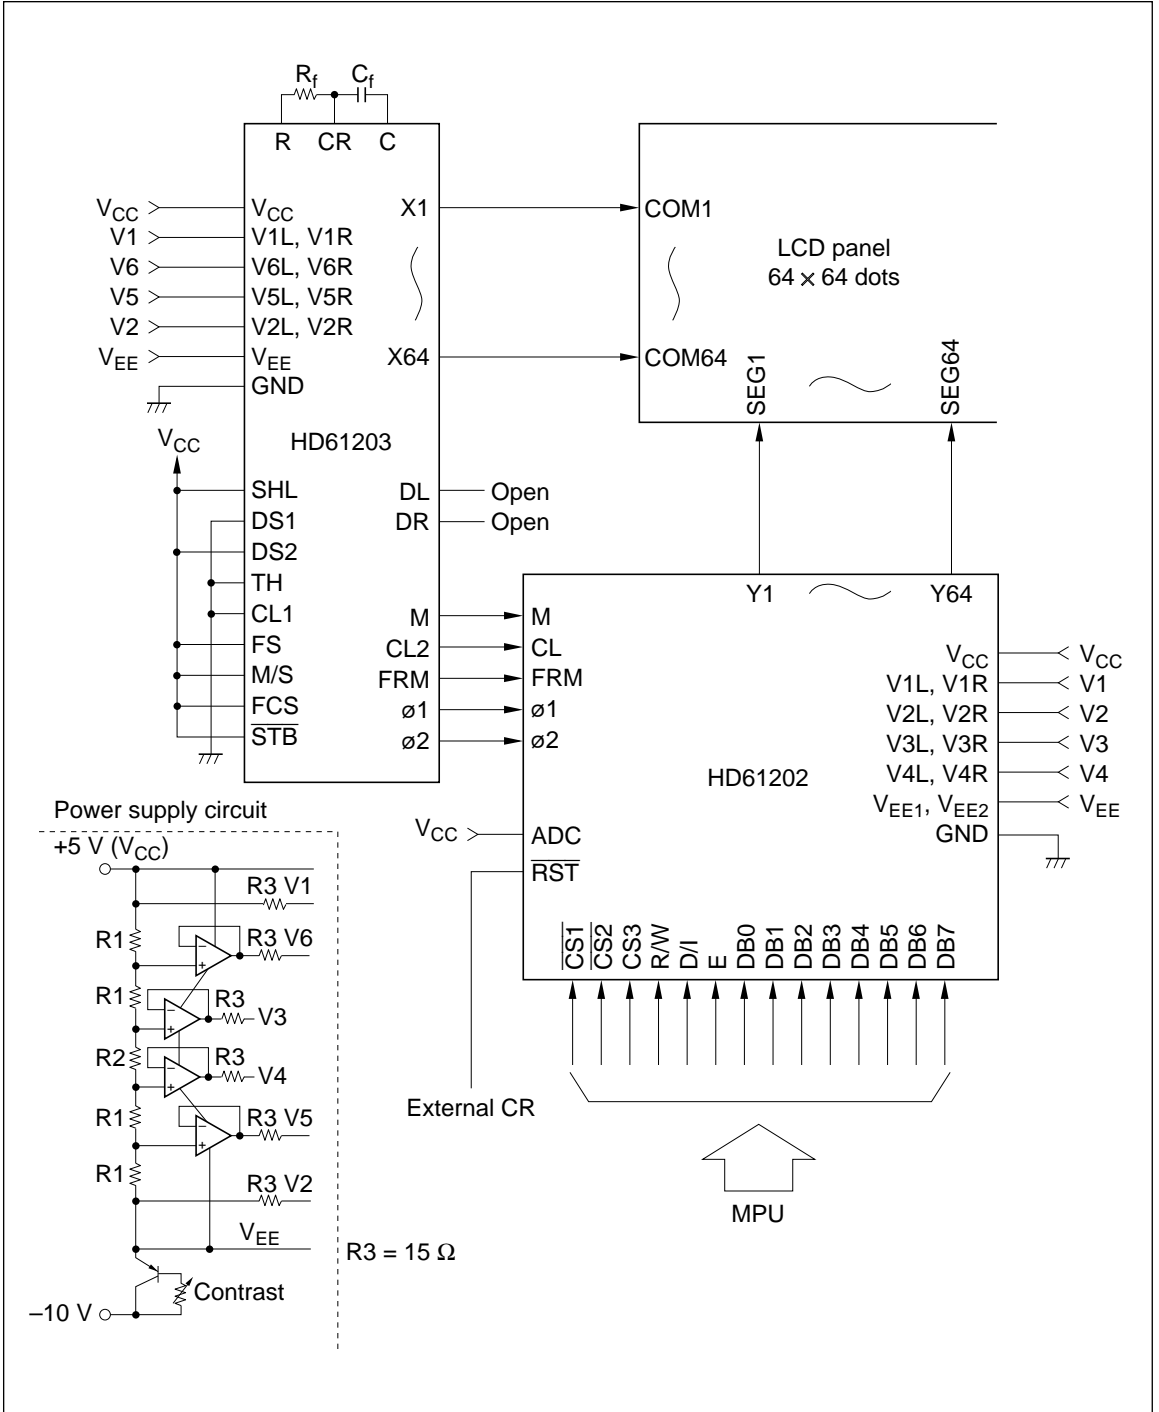 Rf Cf
R CR C
VCC VCC X1 COM1
V1 V1L, V1R
V6 V6L, V6R
V5 V5L, V5R
V2 V2L, V2R
VEE VEE X64 COM64
GND
LCD panel
64 × 64 dots
SEG1 SEG64
HD61203
VCC
SHL DL Open
DS1 DR Open
DS2
TH
CL1 M M
FS CL2 CL
M/S FRM FRM
FCS ø1 ø1
STB ø2 ø2
Y1 Y64
VCC VCC
V1L, V1R V1
V2L, V2R V2
V3L, V3R V3
V4L, V4R V4
VEE1, VEE2 VEE
GND
HD61202
VCC ADC
RST
CS1 CS2 CS3 R/W D/I E DB0 DB1 DB2 DB3 DB4 DB5 DB6 DB7
External CR
MPU
Power supply circuit
+5 V (VCC)
R3 V1
R1 − + R3 V6
R1 − + R3 V3
R2 − + R3 V4
R1 − + R3 V5
R1 R3 V2
VEE
R3 = 15 Ω
Contrast
–10 V